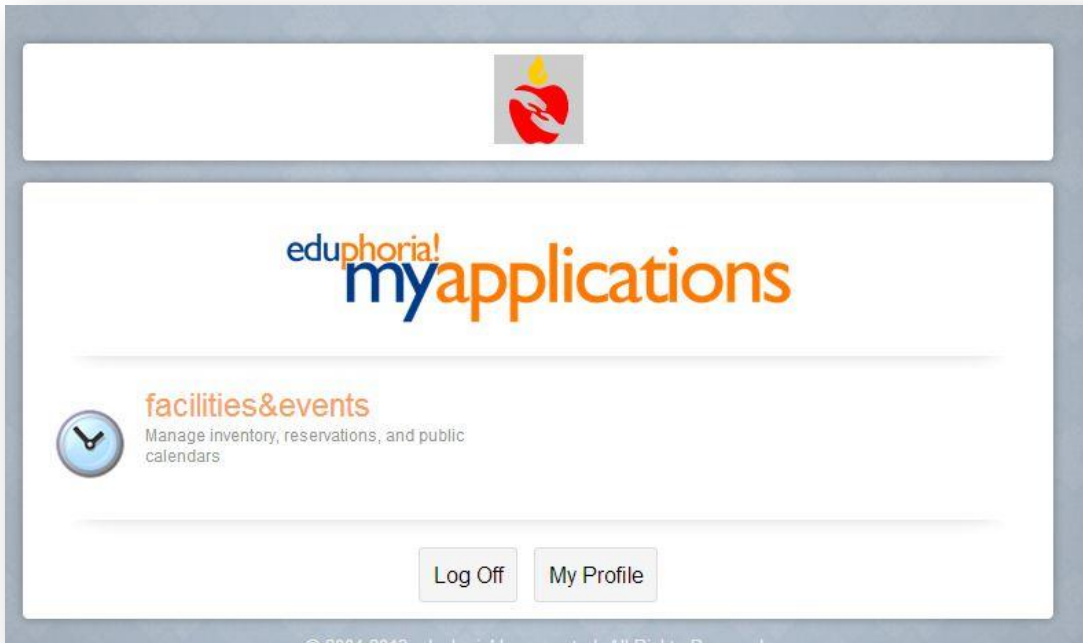 eduphoria!
myapplications
facilities&events
Manage inventory, reservations, and public
calendars
Log Off My Profile